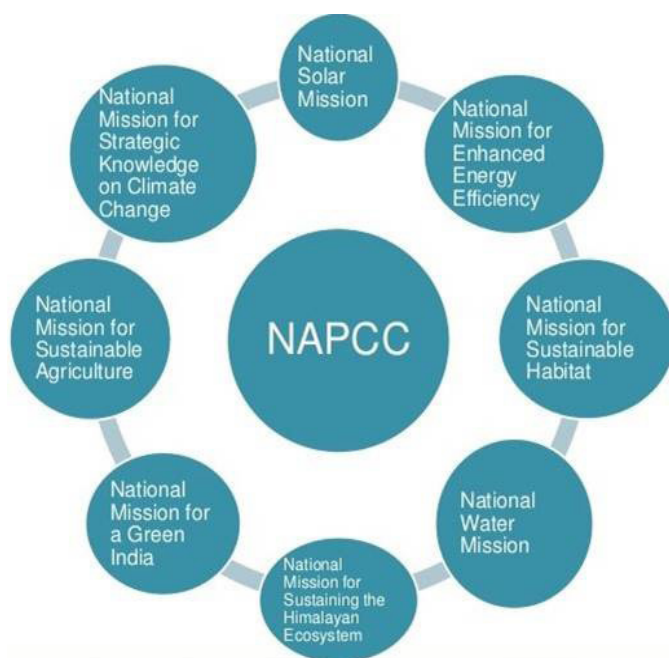 National
Solar
Mission
National
Mission for
Enhanced
Energy
Efficiency
National
Mission for
Sustainable
Habitat
National
Water
Mission
National
Mission for
Sustaining the
Himalayan
Ecosystem
National
Mission for
a Green
India
National
Mission for
Sustainable
Agriculture
National
Mission for
Strategic
Knowledge
on Climate
Change
NAPCC